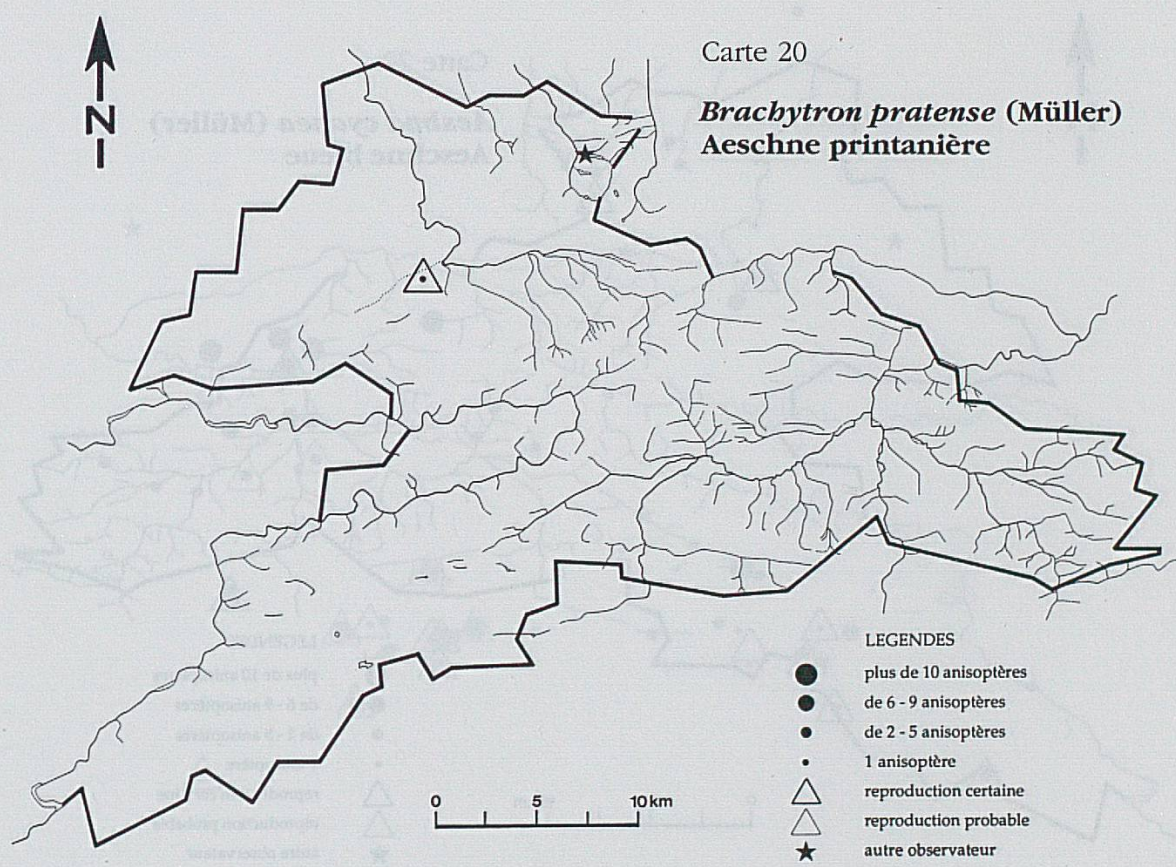 N
Carte 20
Brachytron pratense (Müller)
Aeschne printanière
LEGENDES
plus de 10 anisoptères
de 6 - 9 anisoptères
de 2 - 5 anisoptères
1 anisoptère
reproduction certaine
reproduction probable
autre observateur
0 5 10 km